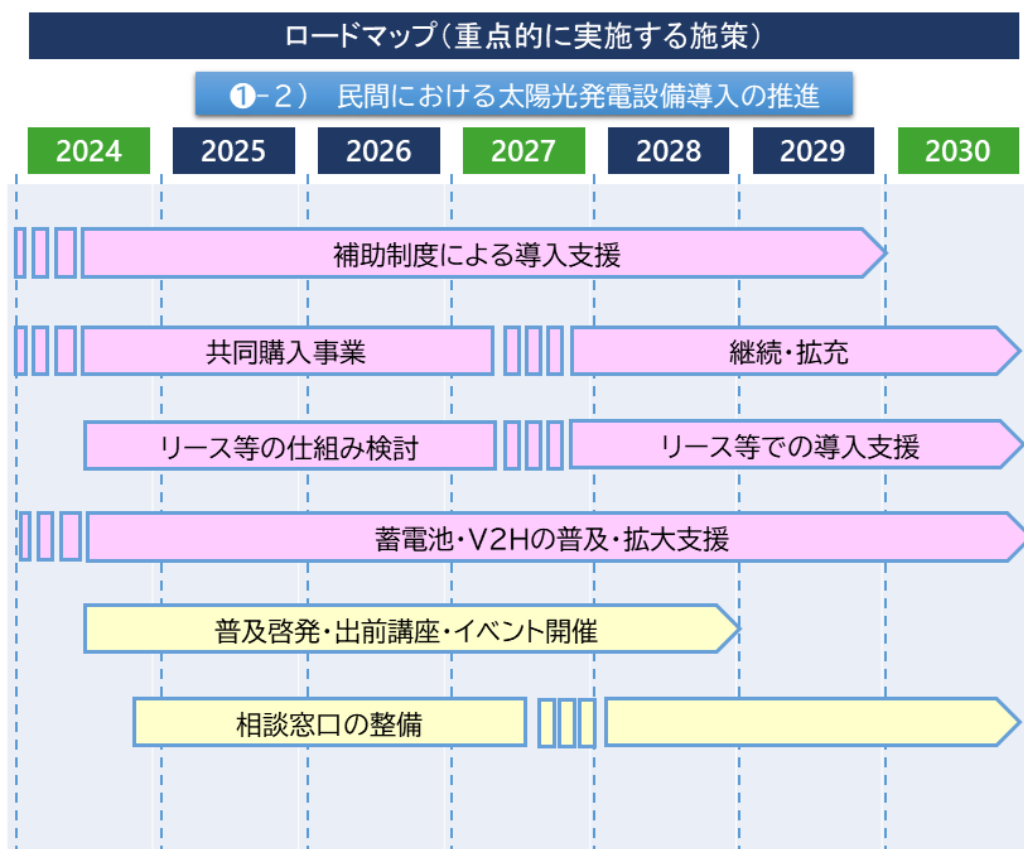 ロードマップ(重点的に実施する施策)
❶-2) 民間における太陽光発電設備導入の推進
2024 2025 2026 2027 2028 2029 2030
補助制度による導入支援
共同購入事業 継続・拡充
リース等の仕組み検討 リース等での導入支援
蓄電池・V2Hの普及・拡大支援
普及啓発・出前講座・イベント開催
相談窓口の整備